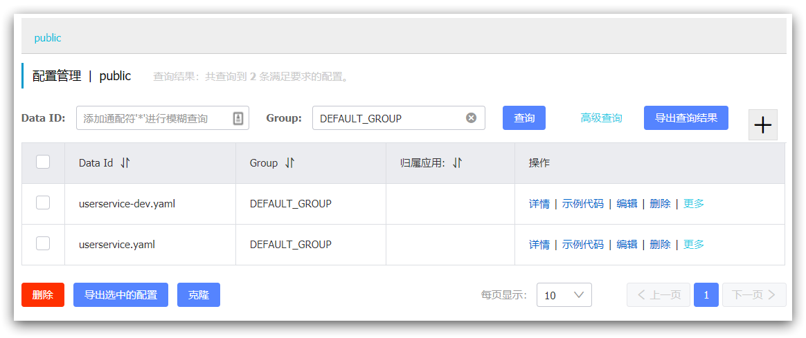 public
配置管理 | public 查询结果：共查询到 2 条满足要求的配置。
Data ID: 添加通配符'*'进行模糊查询 Group: DEFAULT_GROUP 查询 高级查询 导出查询结果 +
Data Id Group 归属应用: 操作
userservice-dev.yaml DEFAULT_GROUP 详情 | 示例代码 | 编辑 | 删除 | 更多
userservice.yaml DEFAULT_GROUP 详情 | 示例代码 | 编辑 | 删除 | 更多
删除 导出选中的配置 克隆 每页显示: 10 < 上一页 1 下一页 >